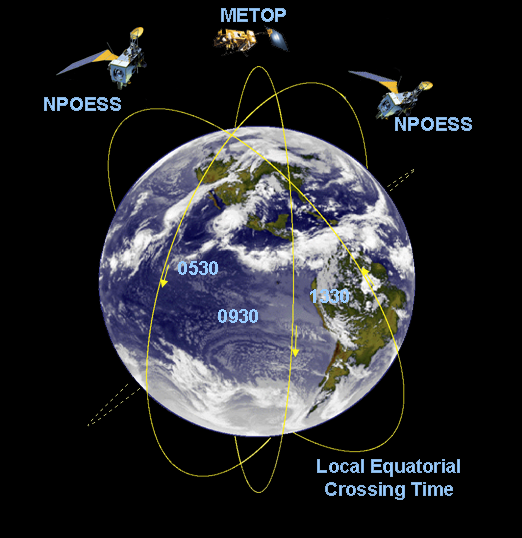 METOP
NPOESS
NPOESS
0530
1330
0930
Local Equatorial
Crossing Time